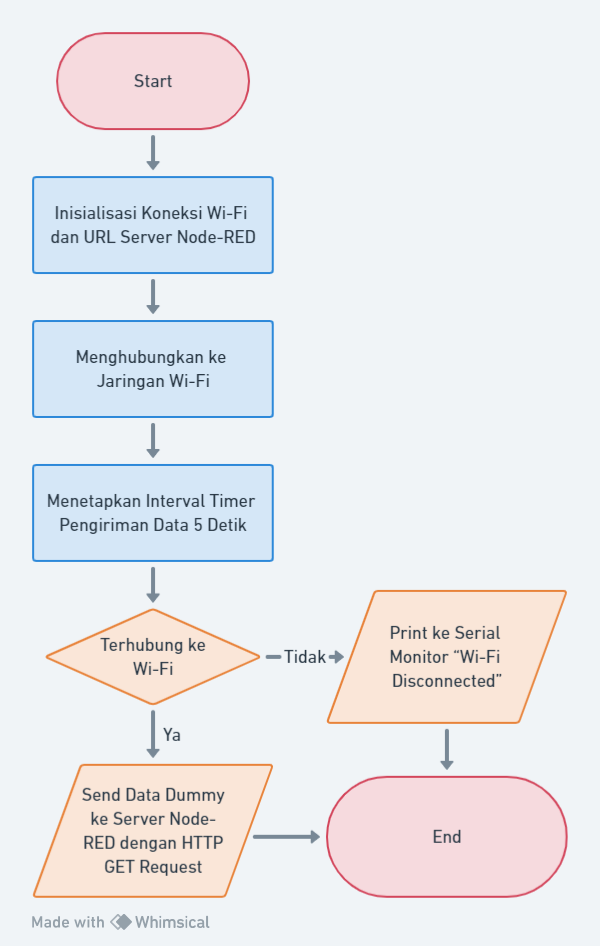 Start
Inisialisasi Koneksi Wi-Fi
dan URL Server Node-RED
Menghubungkan ke
Jaringan Wi-Fi
Menetapkan Interval Timer
Pengiriman Data 5 Detik
Terhubung ke
Wi-Fi
Tidak
Print ke Serial
Monitor “Wi-Fi
Disconnected”
Ya
Send Data Dummy
ke Server Node-
RED dengan HTTP
GET Request
End
Made with Whimsical